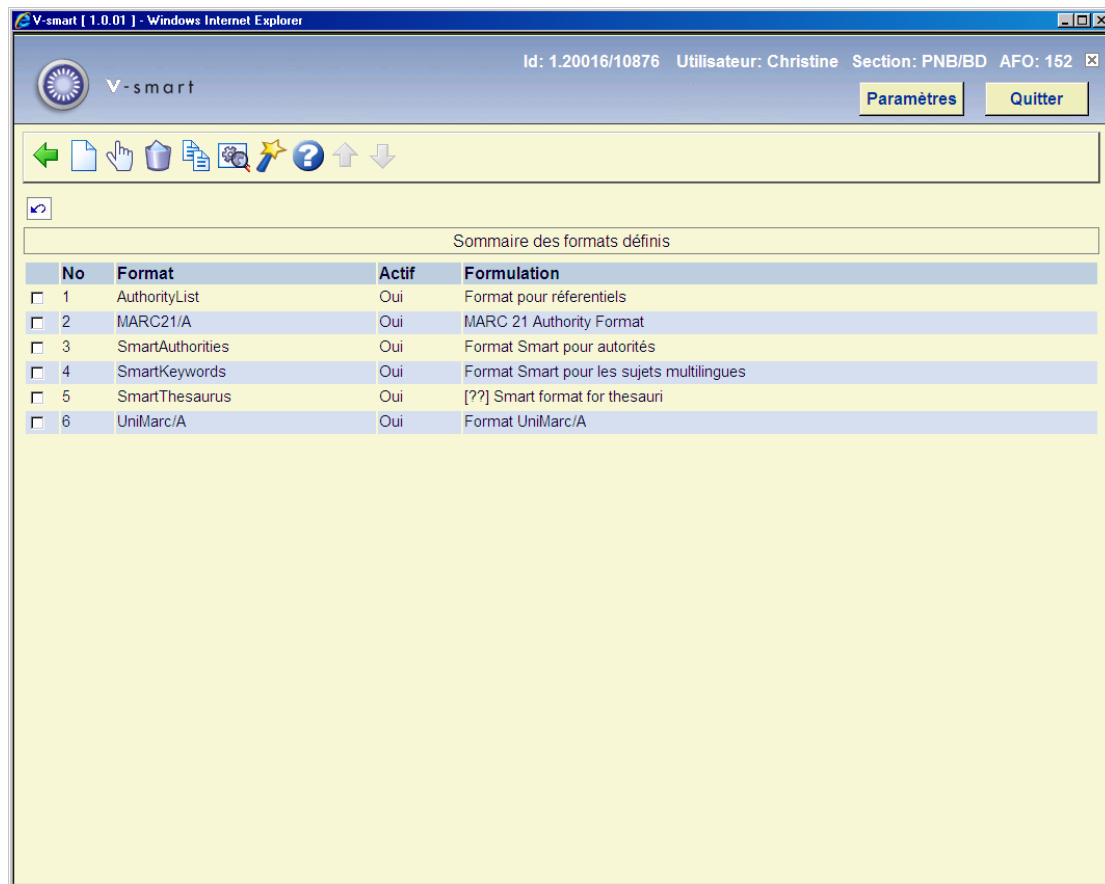 V-smart [ 1.0.01 ] - Windows Internet Explorer
Id: 1.20016/10876 Utilisateur: Christine Section: PNB/BD AFO: 152
V-smart
Paramètres Quitter
Sommaire des formats définis
No Format Actif Formulation
1 AuthorityList Oui Format pour réferentiels
2 MARC21/A Oui MARC 21 Authority Format
3 SmartAuthorities Oui Format Smart pour autorités
4 SmartKeywords Oui Format Smart pour les sujets multilingues
5 SmartThesaurus Oui [??] Smart format for thesauri
6 UniMarc/A Oui Format UniMarc/A